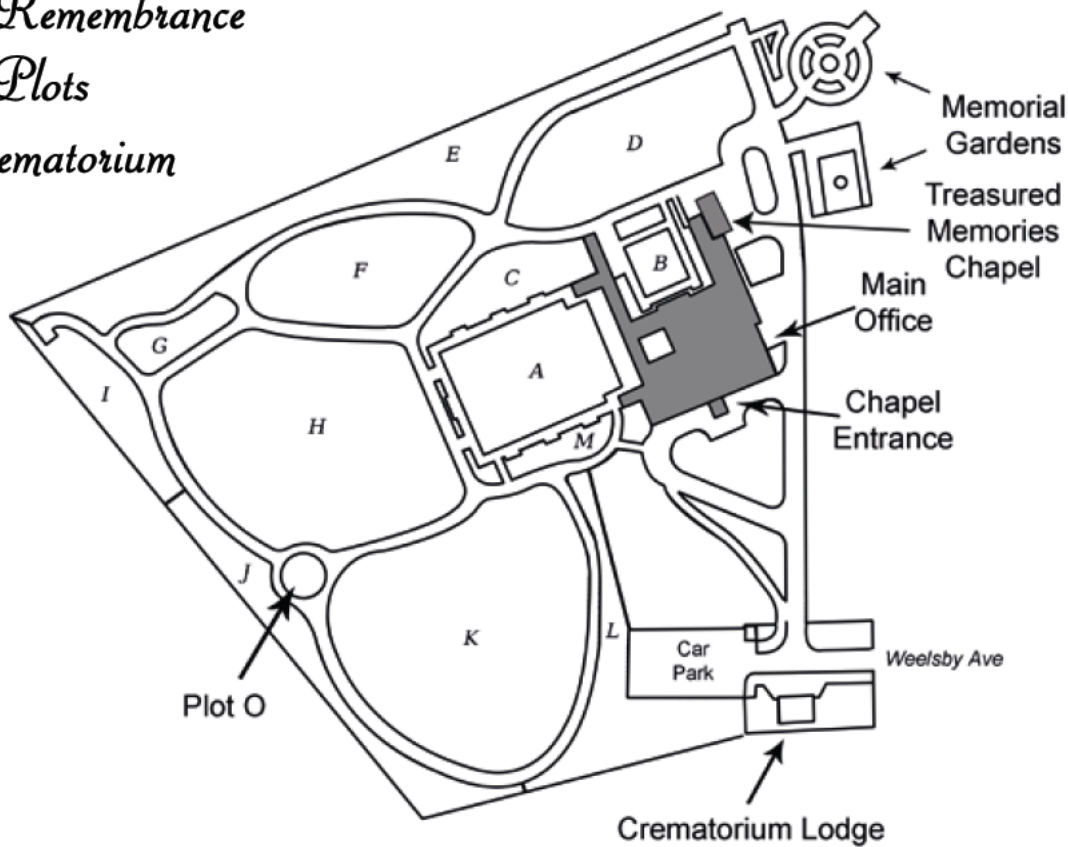 Remembrance
Plots
ematorium
Memorial
Gardens
Treasured
Memories
Chapel
Main
Office
Chapel
Entrance
E
D
F
C
B
G
A
I
H
M
J
K
L
Car
Park
Weelsby Ave
Plot O
Crematorium Lodge